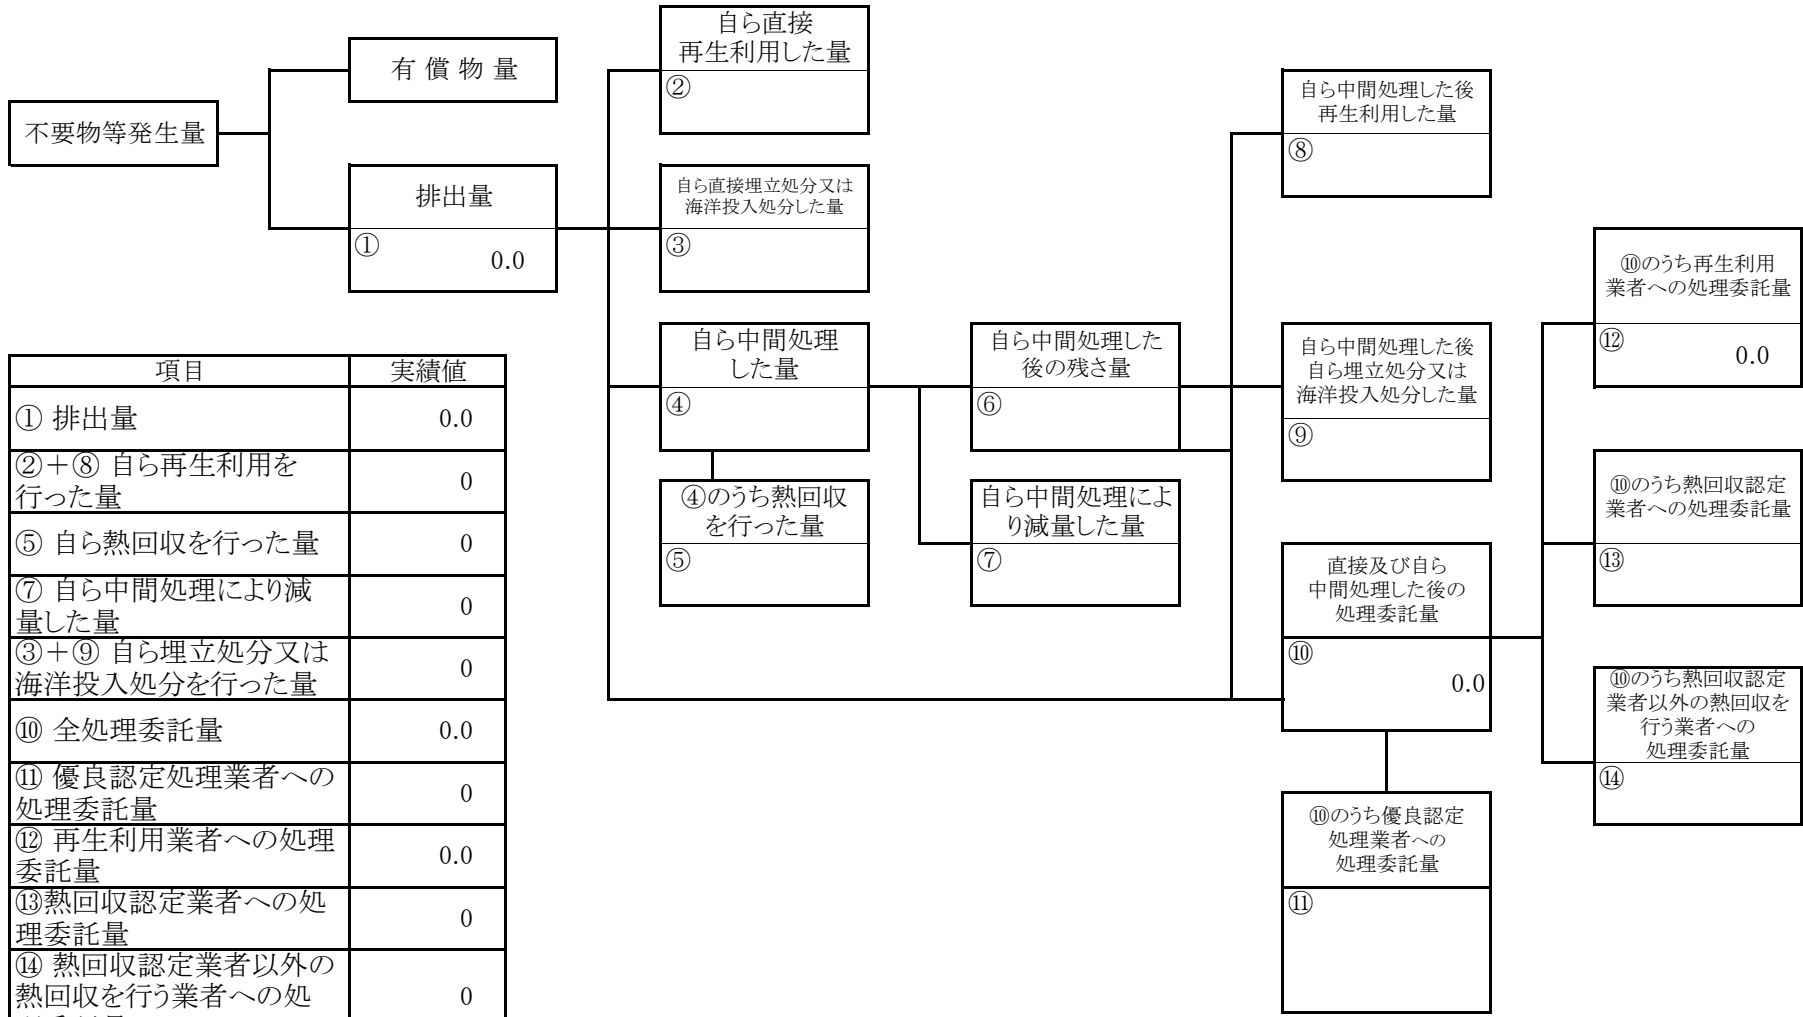 自ら直接
再生利用した量
②
有 償 物 量
不要物等発生量
排出量
①
0.0
自ら直接埋立処分又は
海洋投入処分した量
③
自ら中間処理
した量
④
④のうち熱回収
を行った量
⑤
自ら中間処理した
後の残さ量
⑥
自ら中間処理によ
り減量した量
⑦
自ら中間処理した後
再生利用した量
⑧
自ら中間処理した後
自ら埋立処分又は
海洋投入処分した量
⑨
直接及び自ら
中間処理した後の
処理委託量
⑩
0.0
⑩のうち優良認定
処理業者への
処理委託量
⑪
⑩のうち再生利用
業者への処理委託量
⑫
0.0
⑩のうち熱回収認定
業者への処理委託量
⑬
⑩のうち熱回収認定
業者以外の熱回収を
行う業者への
処理委託量
⑭
項目 実績値
① 排出量 0.0
②＋⑧ 自ら再生利用を
行った量 0
⑤ 自ら熱回収を行った量 0
⑦ 自ら中間処理により減
量した量 0
③＋⑨ 自ら埋立処分又は
海洋投入処分を行った量 0
⑩ 全処理委託量 0.0
⑪ 優良認定処理業者への
処理委託量 0
⑫ 再生利用業者への処理
委託量 0.0
⑬熱回収認定業者への処
理委託量 0
⑭ 熱回収認定業者以外の
熱回収を行う業者への処 0